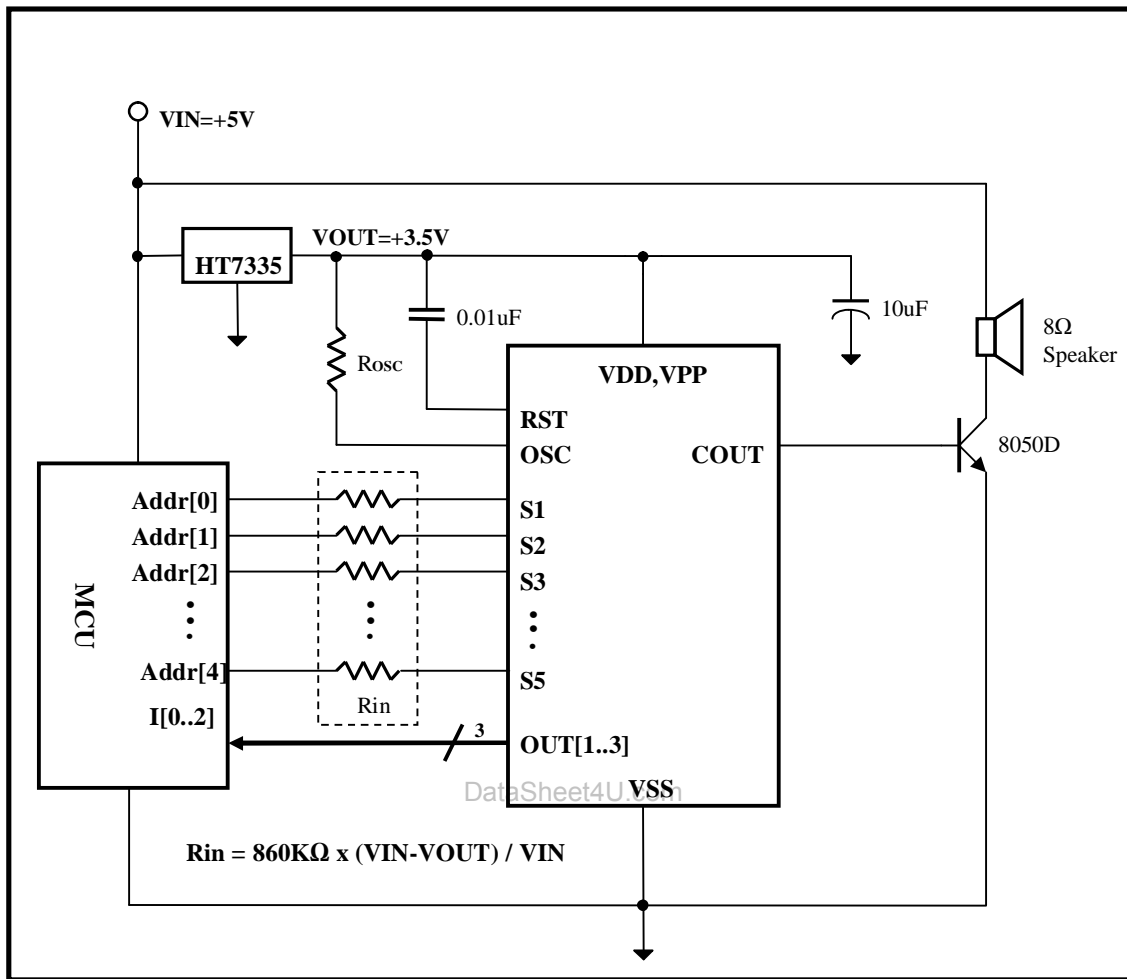 VIN=+5V
VOUT=+3.5V
HT7335
0.01uF
10uF
8Ω
Speaker
Rosc
VDD,VPP
RST
OSC
COUT
8050D
Addr[0]
S1
Addr[1]
S2
Addr[2]
S3
MCU
Addr[4]
S5
Rin
I[0..2]
3
OUT[1..3]
VSS
DataSheet4U.com
Rin = 860KΩ x (VIN-VOUT) / VIN